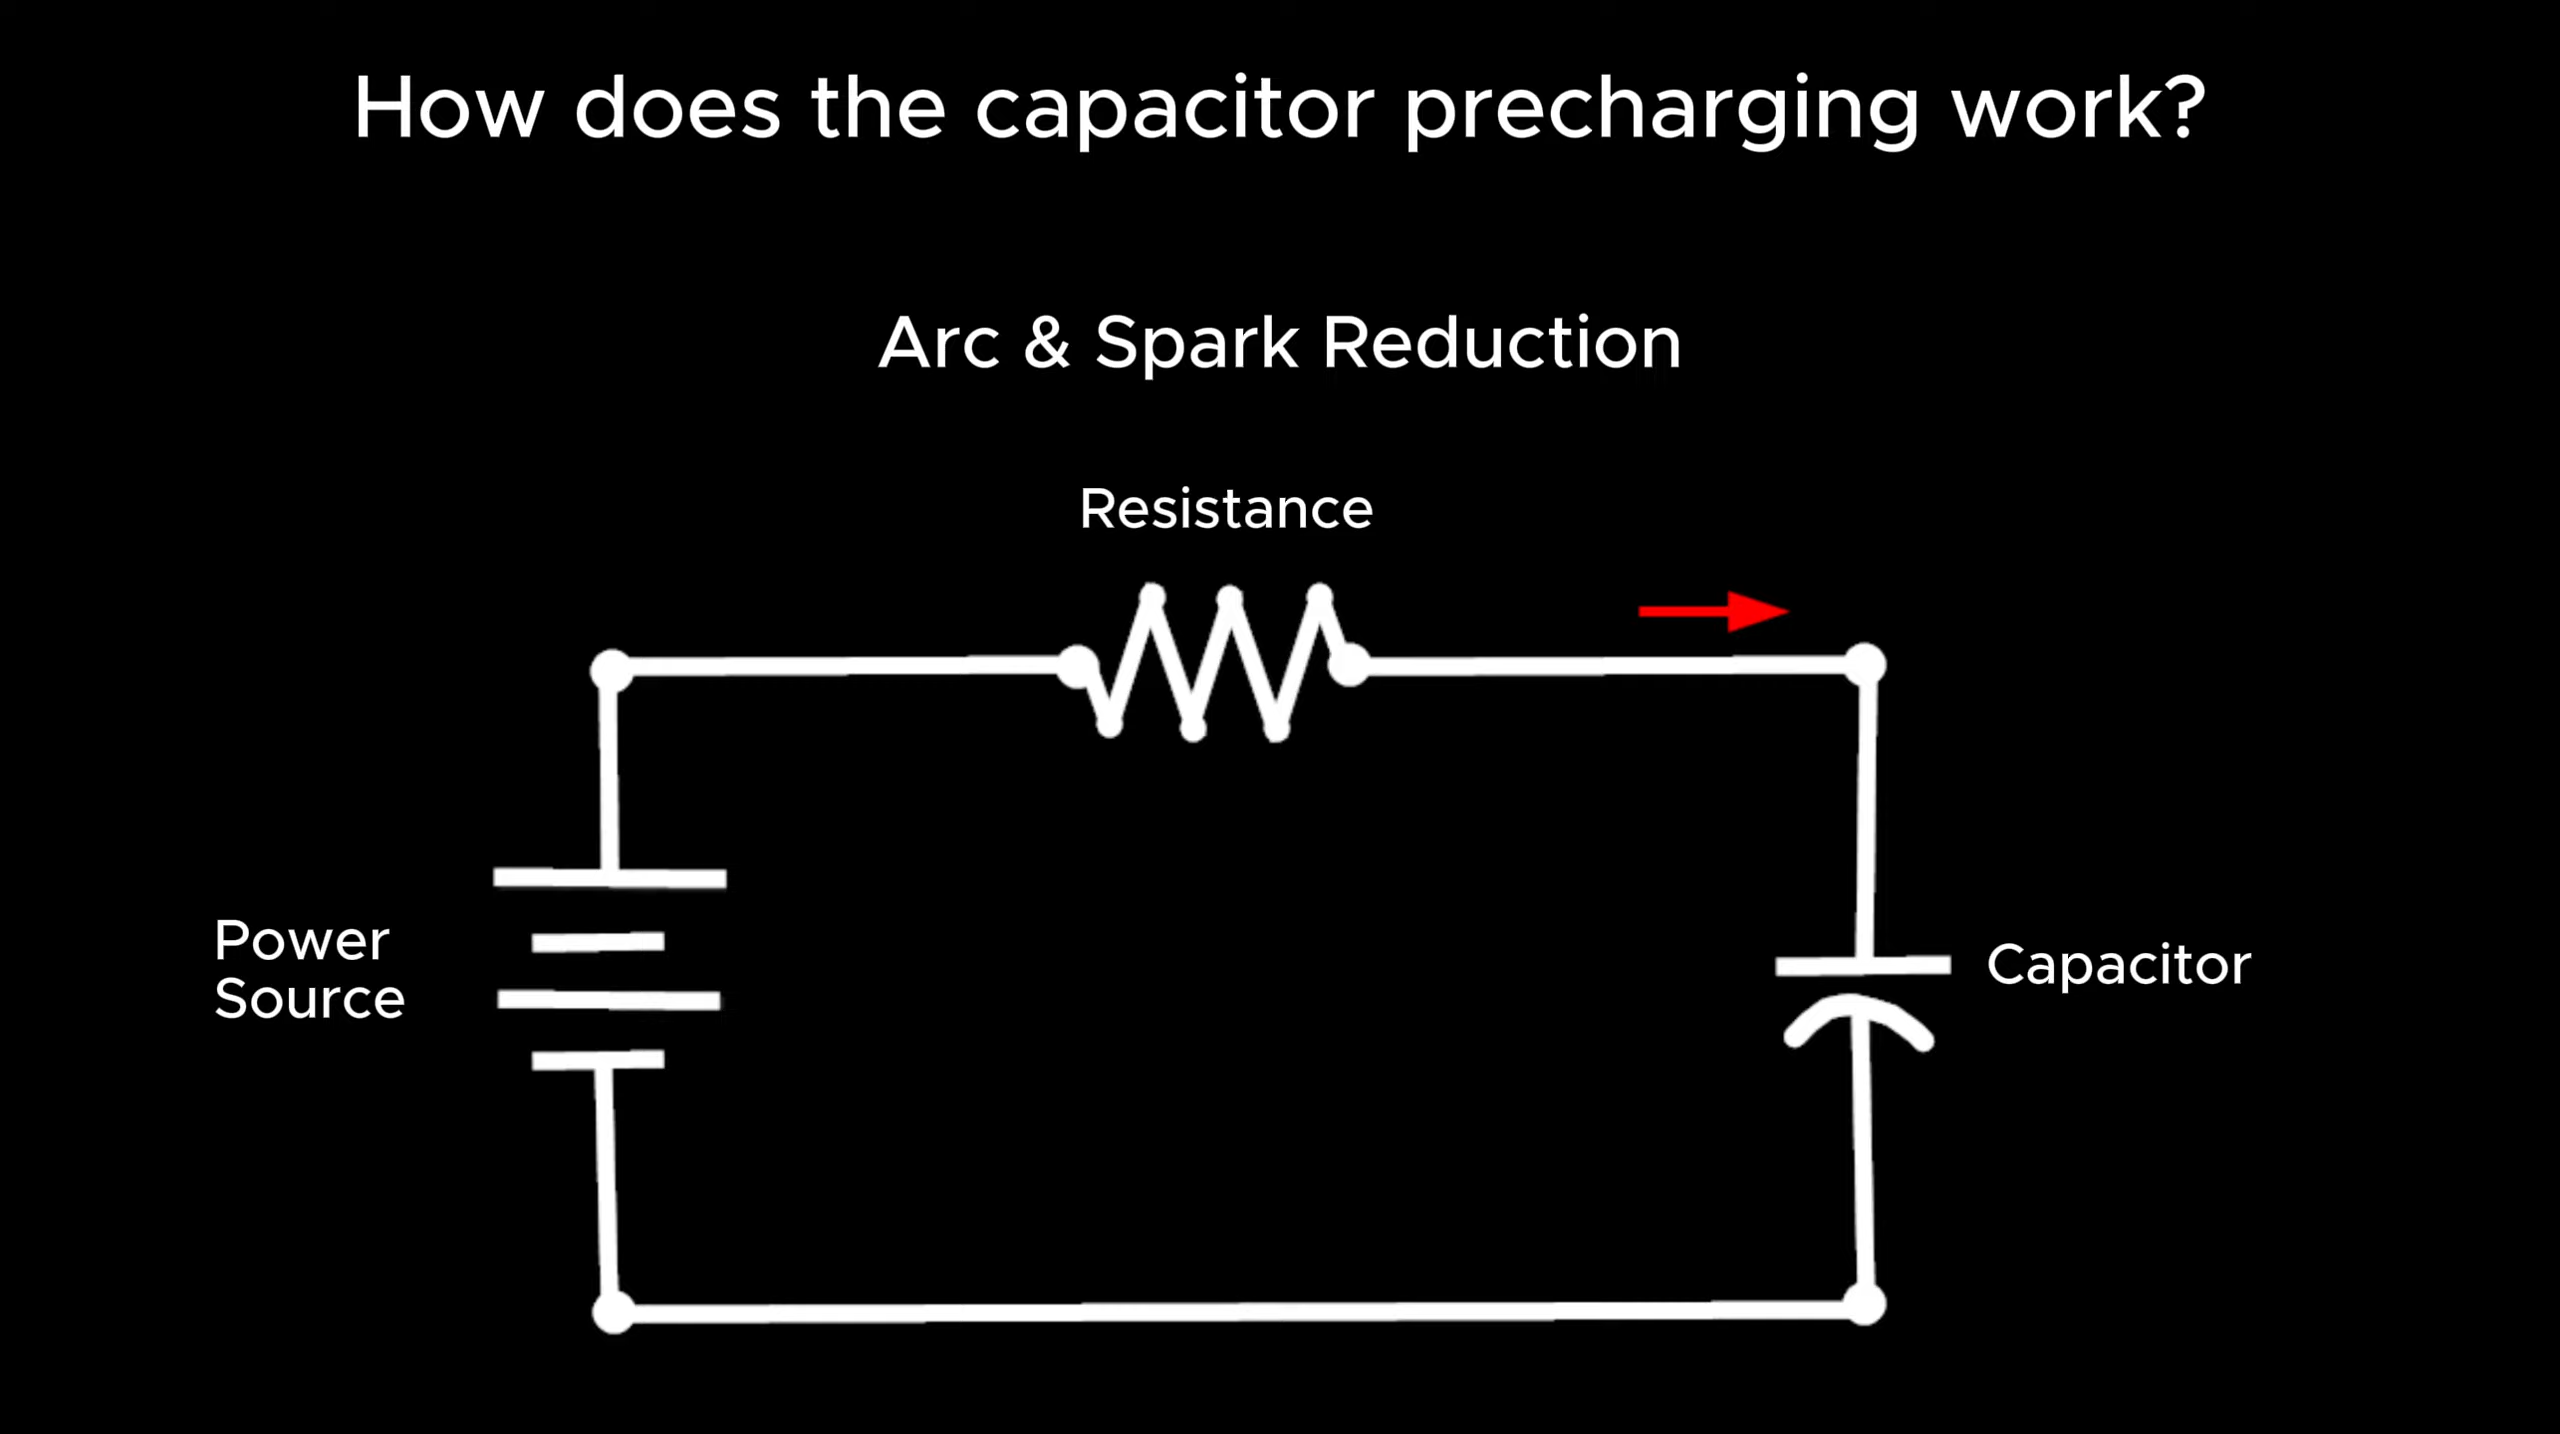 How does the capacitor precharging work?
Arc & Spark Reduction
Resistance
Power
Source
Capacitor